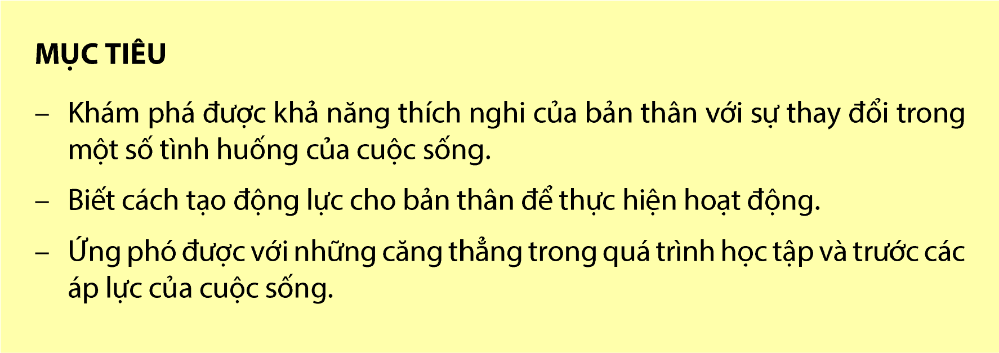 MỤC TIÊU
– Khám phá được khả năng thích nghi của bản thân với sự thay đổi trong
một số tình huống của cuộc sống.
– Biết cách tạo động lực cho bản thân để thực hiện hoạt động.
– Ứng phó được với những căng thẳng trong quá trình học tập và trước các
áp lực của cuộc sống.